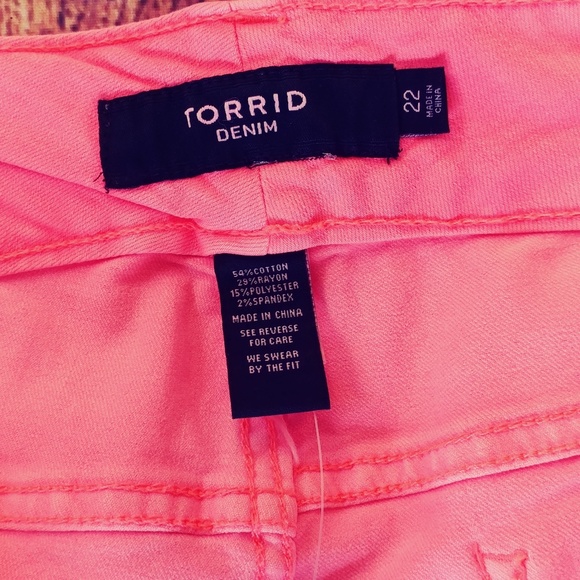 TORRID
DENIM
22
MADE IN
CHINA
54%COTTON
29%RAYON
15%POLYESTER
2%SPANDEX
MADE IN CHINA
SEE REVERSE
FOR CARE
WE SWEAR
BY THE FIT